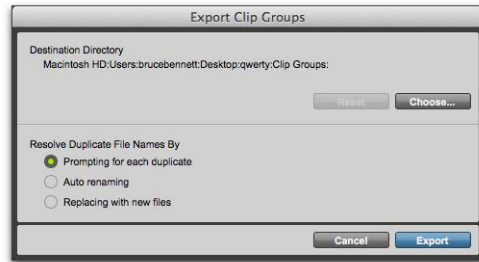 Export Clip Groups
Destination Directory
Macintosh HD:Users:brucebennett:Desktop:qwerty:Clip Groups:
Reset Choose...
Resolve Duplicate File Names By
Prompting for each duplicate
Auto renaming
Replacing with new files
Cancel Export